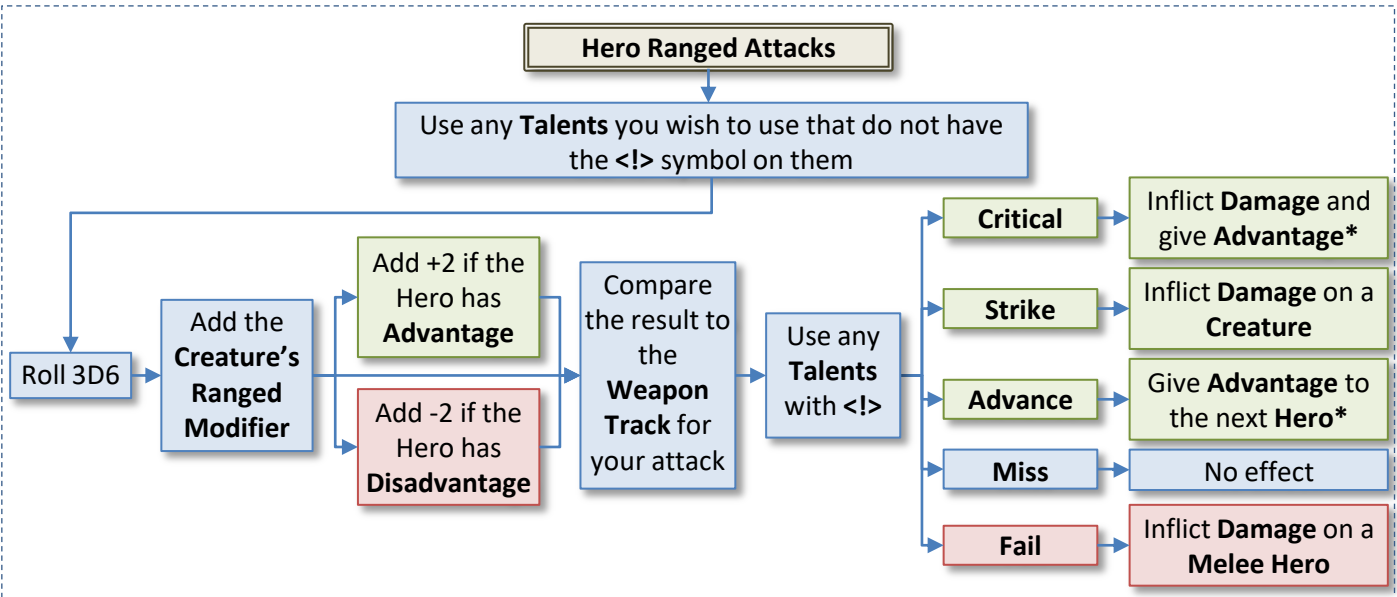 Hero Ranged Attacks
Use any Talents you wish to use that do not have
the <!> symbol on them
Roll 3D6
Add the
Creature's
Ranged
Modifier
Add +2 if the
Hero has
Advantage
Add -2 if the
Hero has
Disadvantage
Compare
the result to
the
Weapon
Track for
your attack
Use any
Talents
with <!>
Critical
Inflict Damage and
give Advantage*
Strike
Inflict Damage on a
Creature
Advance
Give Advantage to
the next Hero*
Miss
No effect
Fail
Inflict Damage on a
Melee Hero